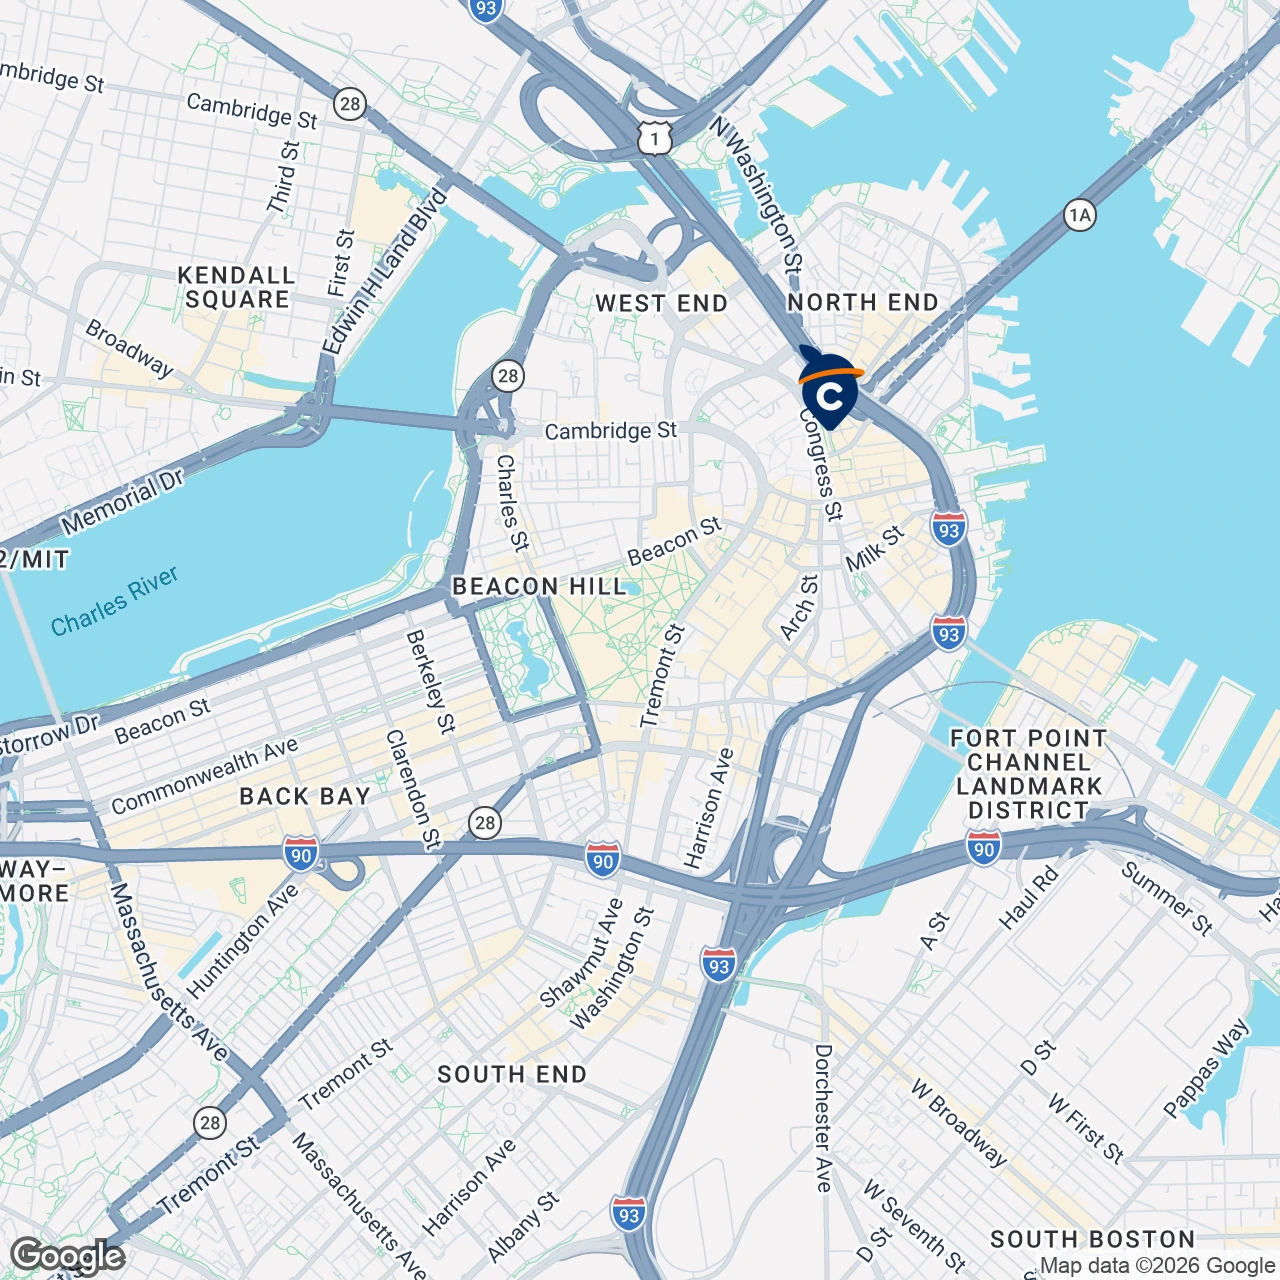 93
mbridge St
Cambridge St
28
1
N Washington St
Third St
1A
Edwin H Land Blvd
First St
KENDALL
SQUARE
WEST END
NORTH END
Broadway
in St
28
C
Cambridge St
Congress St
Charles St
Memorial Dr
93
Beacon St
Milk St
2/MIT
Charles River
BEACON HILL
Arch St
93
Berkeley St
Tremont St
Storrow Dr
Beacon St
Commonwealth Ave
Clarendon St
BACK BAY
Harrison Ave
FORT POINT
CHANNEL
LANDMARK
DISTRICT
28
90
90
90
WAY–
MORE
Massachusetts Ave
Huntington Ave
Haul Rd
Summer St
A St
Shawmut Ave
Washington St
93
SOUTH END
Tremont St
Dorchester Ave
D St
W Broadway
W First St
Pappas Way
28
Tremont St
Massachusetts Ave
Harrison Ave
Albany St
93
W Seventh St
D St
SOUTH BOSTON
Google
Map data ©2026 Google